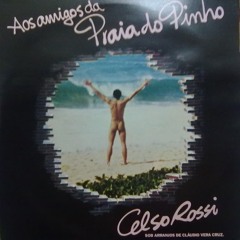 Aos amigos da
Praia do Pinho
Celso Rossi
SOB ARRANJOS DE CLÁUDIO VERA CRUZ.